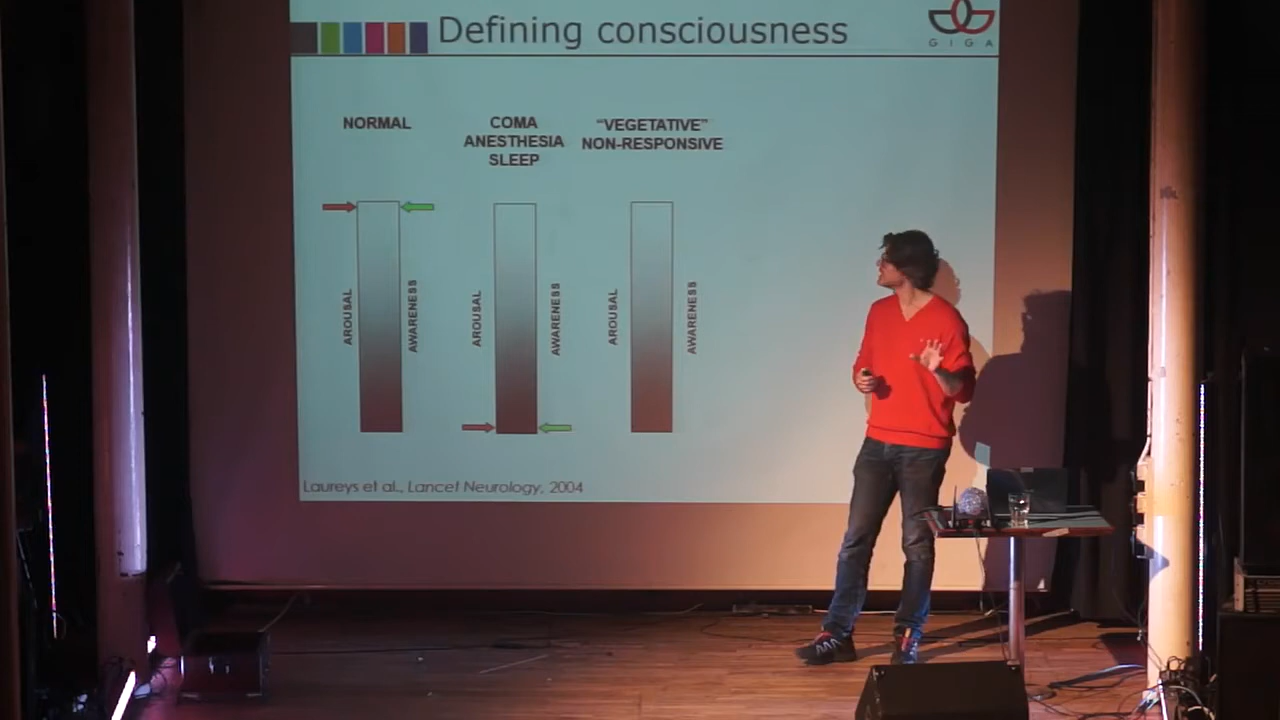 Defining consciousness
GIGA
NORMAL
COMA
ANESTHESIA
SLEEP
“VEGETATIVE”
NON-RESPONSIVE
AROUSAL
AWARENESS
AROUSAL
AWARENESS
AROUSAL
AWARENESS
Laureys et al., Lancet Neurology, 2004